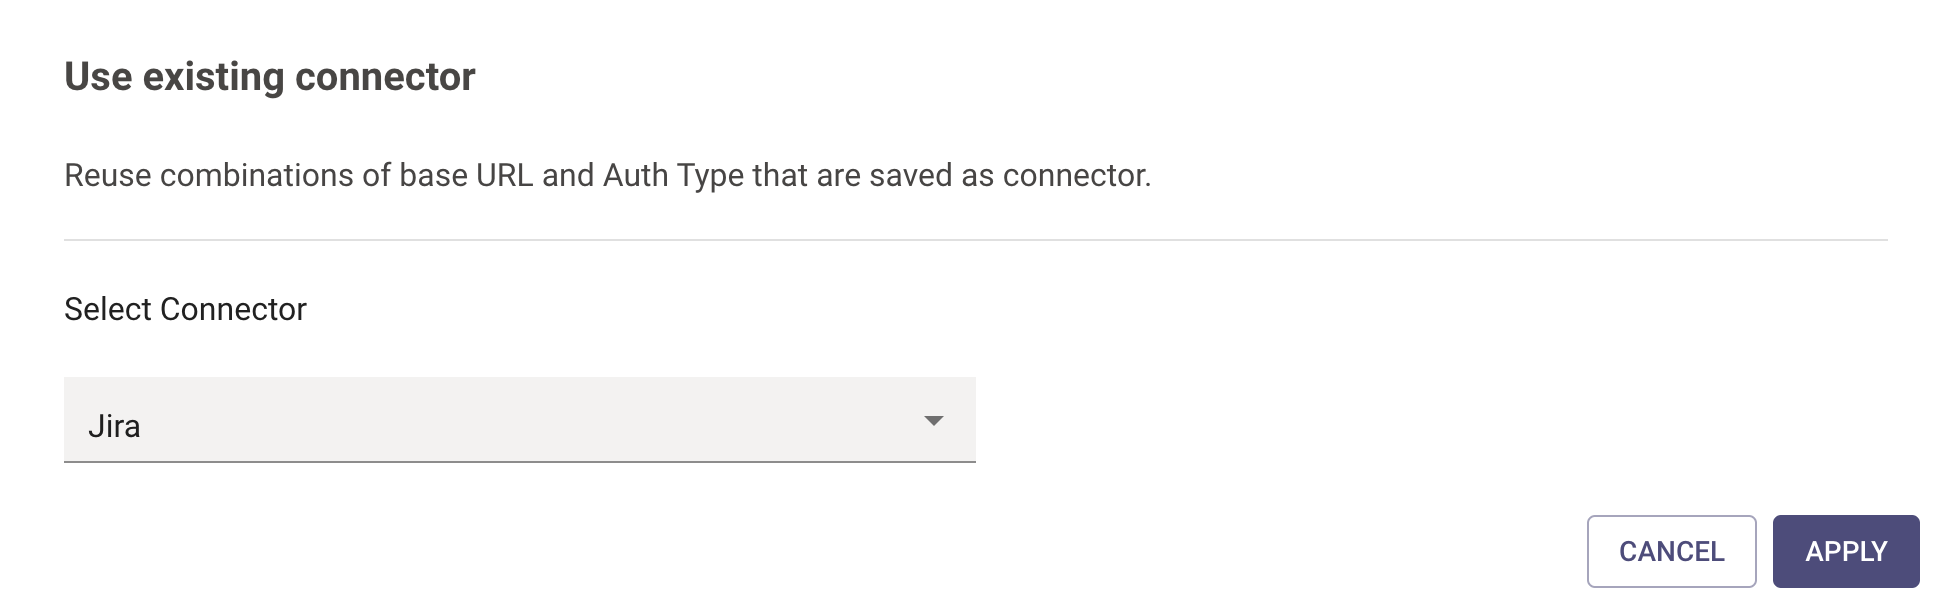 Use existing connector
Reuse combinations of base URL and Auth Type that are saved as connector.
Select Connector
Jira
CANCEL APPLY